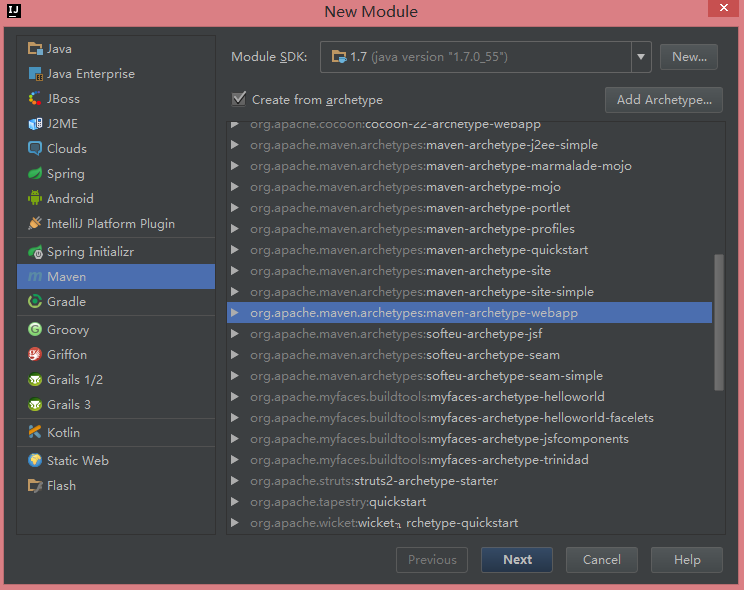 New Module
Java
Java Enterprise
JBoss
J2ME
Clouds
Spring
Android
IntelliJ Platform Plugin
Spring Initializr
Maven
Gradle
Groovy
Griffon
Grails 1/2
Grails 3
Kotlin
Static Web
Flash
Module SDK: 1.7 (java version "1.7.0_55") New...
Create from archetype Add Archetype...
org.apache.cocoon:cocoon-22-archetype-webapp
org.apache.maven.archetypes:maven-archetype-j2ee-simple
org.apache.maven.archetypes:maven-archetype-marmalade-mojo
org.apache.maven.archetypes:maven-archetype-mojo
org.apache.maven.archetypes:maven-archetype-portlet
org.apache.maven.archetypes:maven-archetype-profiles
org.apache.maven.archetypes:maven-archetype-quickstart
org.apache.maven.archetypes:maven-archetype-site
org.apache.maven.archetypes:maven-archetype-site-simple
org.apache.maven.archetypes:maven-archetype-webapp
org.apache.maven.archetypes:softeu-archetype-jsf
org.apache.maven.archetypes:softeu-archetype-seam
org.apache.maven.archetypes:softeu-archetype-seam-simple
org.apache.myfaces.buildtools:myfaces-archetype-helloworld
org.apache.myfaces.buildtools:myfaces-archetype-helloworld-facelets
org.apache.myfaces.buildtools:myfaces-archetype-jsfcomponents
org.apache.myfaces.buildtools:myfaces-archetype-trinidad
org.apache.struts:struts2-archetype-starter
org.apache.tapestry:quickstart
org.apache.wicket:wicket rchetype-quickstart
Previous Next Cancel Help